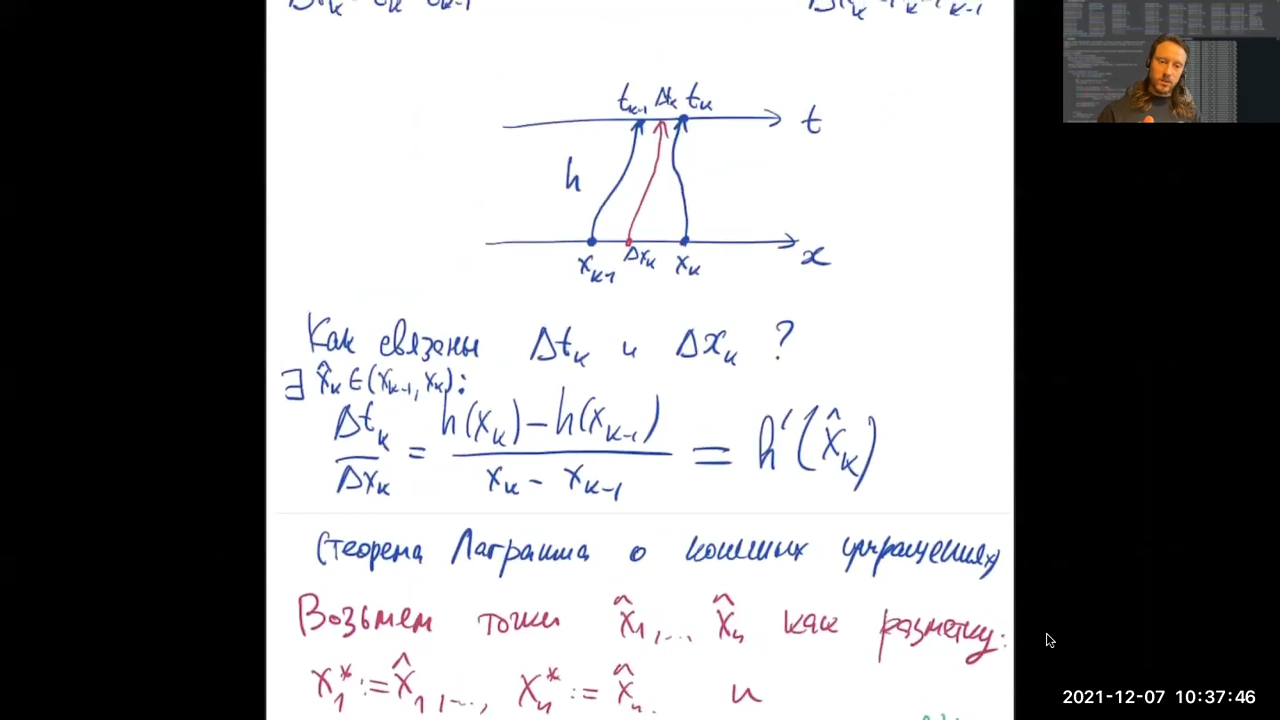 t_{k-1} Δt_k t_k
t
h
x_{k-1} Δx_k x_k
x
Как связаны Δt_k и Δx_k ?
∃ x̂_k ∈ (x_{k-1}, x_k):
Δt_k / Δx_k = (h(x_k) − h(x_{k-1})) / (x_k − x_{k-1}) = h'(x̂_k)
(теорема Лагранжа о конечных приращениях)
Возьмем точки x̂_1,... x̂_n как разметку:
x_1^* := x̂_1,..., x_n^* := x̂_n. и
2021-12-07 10:37:46